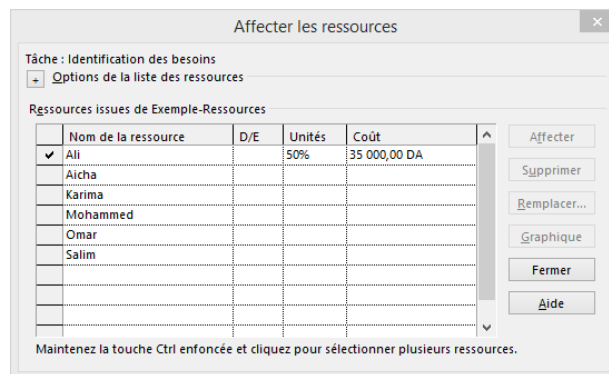 Affecter les ressources
Tâche : Identification des besoins
+ Options de la liste des ressources
Ressources issues de Exemple-Ressources
Nom de la ressource D/E Unités Coût
✔ Ali 50% 35 000,00 DA
Aicha
Karima
Mohammed
Omar
Salim
Affecter
Supprimer
Remplacer...
Graphique
Fermer
Aide
Maintenez la touche Ctrl enfoncée et cliquez pour sélectionner plusieurs ressources.